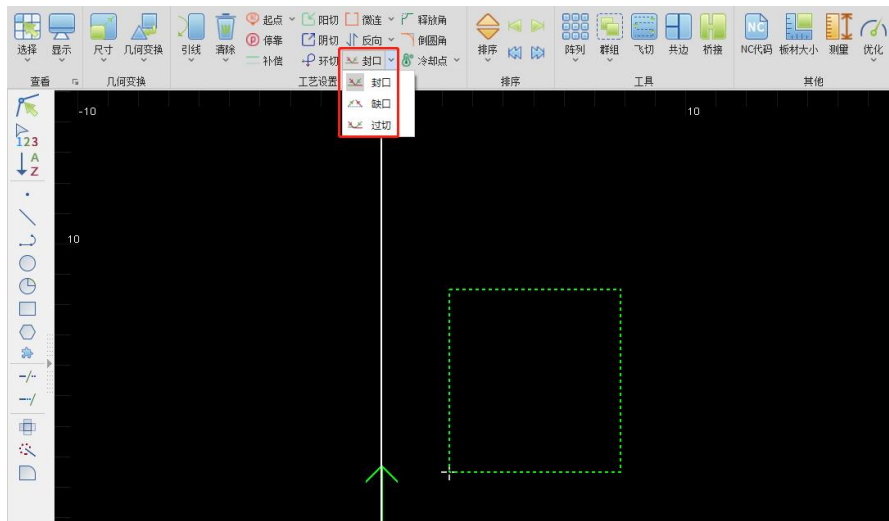 起点 阳切 微连 释放角
停靠 阴切 反向 倒圆角
补偿 环切 封口 冷却点
选择 显示 尺寸 几何变换 引线 清除 排序 阵列 群组 飞切 共边 桥接 NC NC代码 板材大小 测量 优化
查看 几何变换 工艺设置 排序 工具 其他
封口
缺口
过切
-10 10
123
A
Z
10